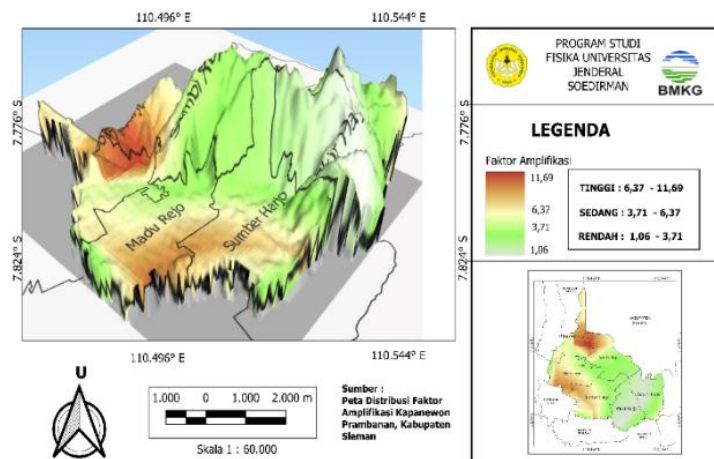 110.496° E
110.544° E
7.776° S
7.776° S
7.824° S
7.824° S
Madu Rejo
Sumber Harjo
110.496° E
110.544° E
U
1.000 0 1.000 2.000 m
Skala 1 : 60.000
Sumber :
Peta Distribusi Faktor
Amplifikasi Kapanewon
Prambanan, Kabupaten
Sleman
PROGRAM STUDI
FISIKA UNIVERSITAS
JENDERAL
SOEDIRMAN
BMKG
LEGENDA
Faktor Amplifikasi
11,69
6,37
3,71
1,06
TINGGI : 6,37 - 11,69
SEDANG : 3,71 - 6,37
RENDAH : 1,06 - 3,71